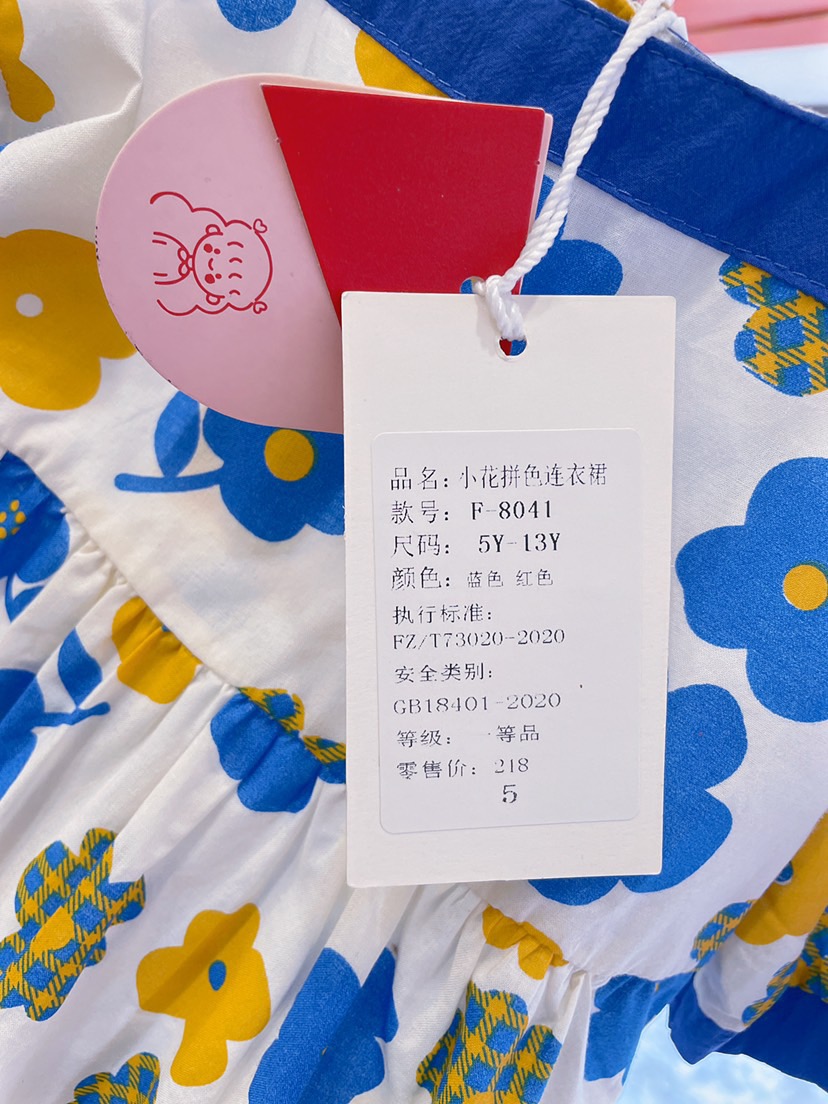 品名：小花拼色连衣裙
款号： F-8041
尺码： 5Y-13Y
颜色：蓝色 红色
执行标准：
FZ/T73020-2020
安全类别：
GB18401-2020
等级： 一等品
零售价：218
5